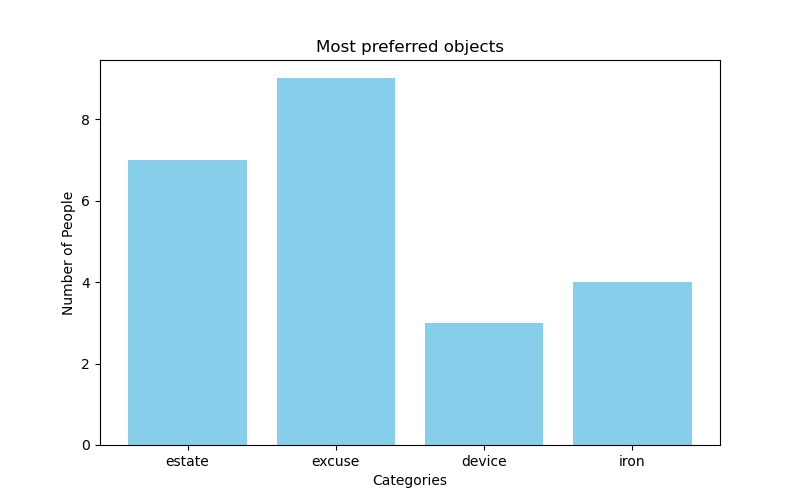 Most preferred objects
Number of People
8
6
4
2
0
estate excuse device iron
Categories